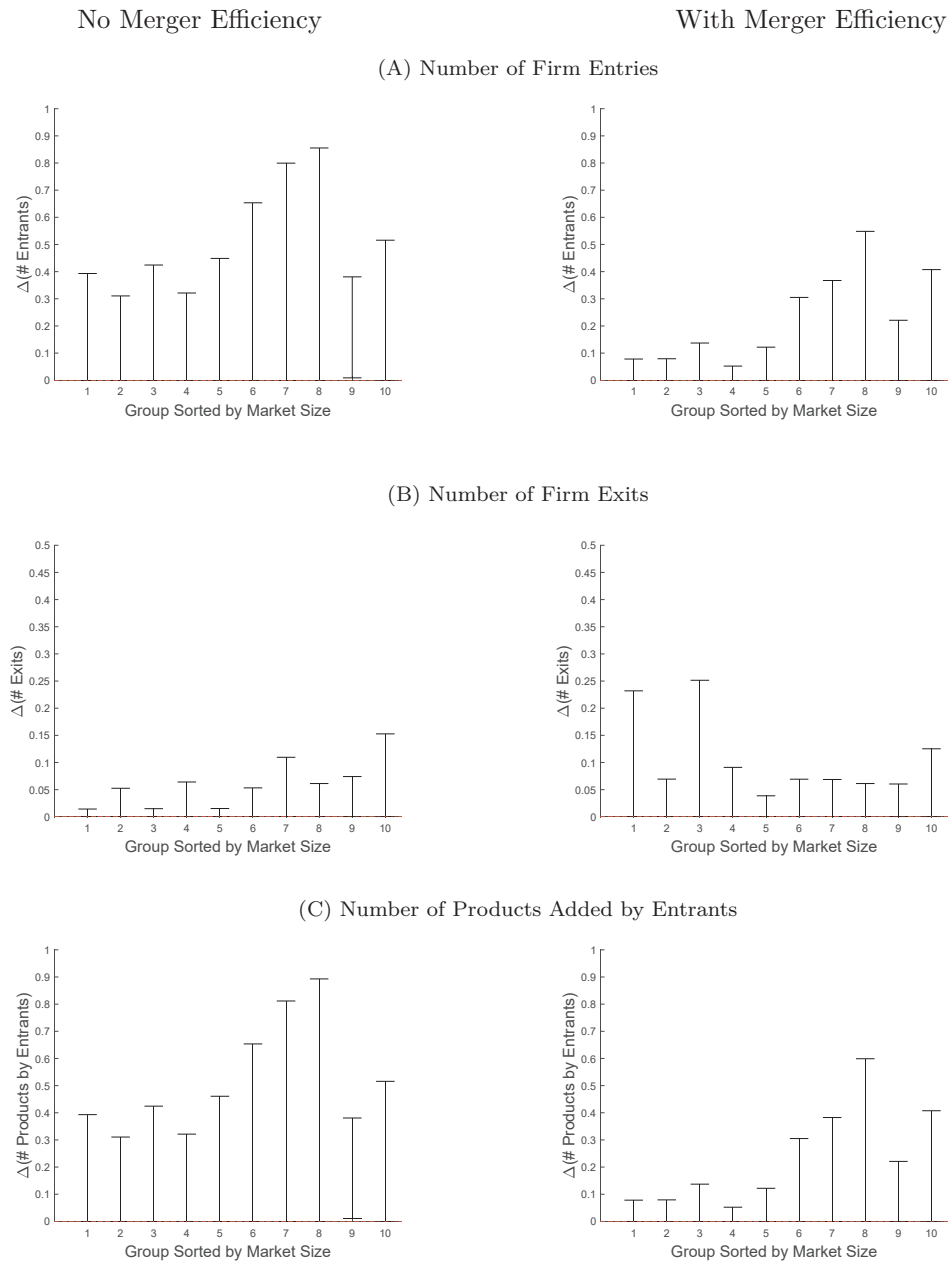 No Merger Efficiency
With Merger Efficiency
(A) Number of Firm Entries
Δ(# Entrants)
1
0.9
0.8
0.7
0.6
0.5
0.4
0.3
0.2
0.1
0
1 2 3 4 5 6 7 8 9 10
Group Sorted by Market Size
Δ(# Entrants)
1
0.9
0.8
0.7
0.6
0.5
0.4
0.3
0.2
0.1
0
1 2 3 4 5 6 7 8 9 10
Group Sorted by Market Size
(B) Number of Firm Exits
Δ(# Exits)
0.5
0.45
0.4
0.35
0.3
0.25
0.2
0.15
0.1
0.05
0
1 2 3 4 5 6 7 8 9 10
Group Sorted by Market Size
Δ(# Exits)
0.5
0.45
0.4
0.35
0.3
0.25
0.2
0.15
0.1
0.05
0
1 2 3 4 5 6 7 8 9 10
Group Sorted by Market Size
(C) Number of Products Added by Entrants
Δ(# Products by Entrants)
1
0.9
0.8
0.7
0.6
0.5
0.4
0.3
0.2
0.1
0
1 2 3 4 5 6 7 8 9 10
Group Sorted by Market Size
Δ(# Products by Entrants)
1
0.9
0.8
0.7
0.6
0.5
0.4
0.3
0.2
0.1
0
1 2 3 4 5 6 7 8 9 10
Group Sorted by Market Size